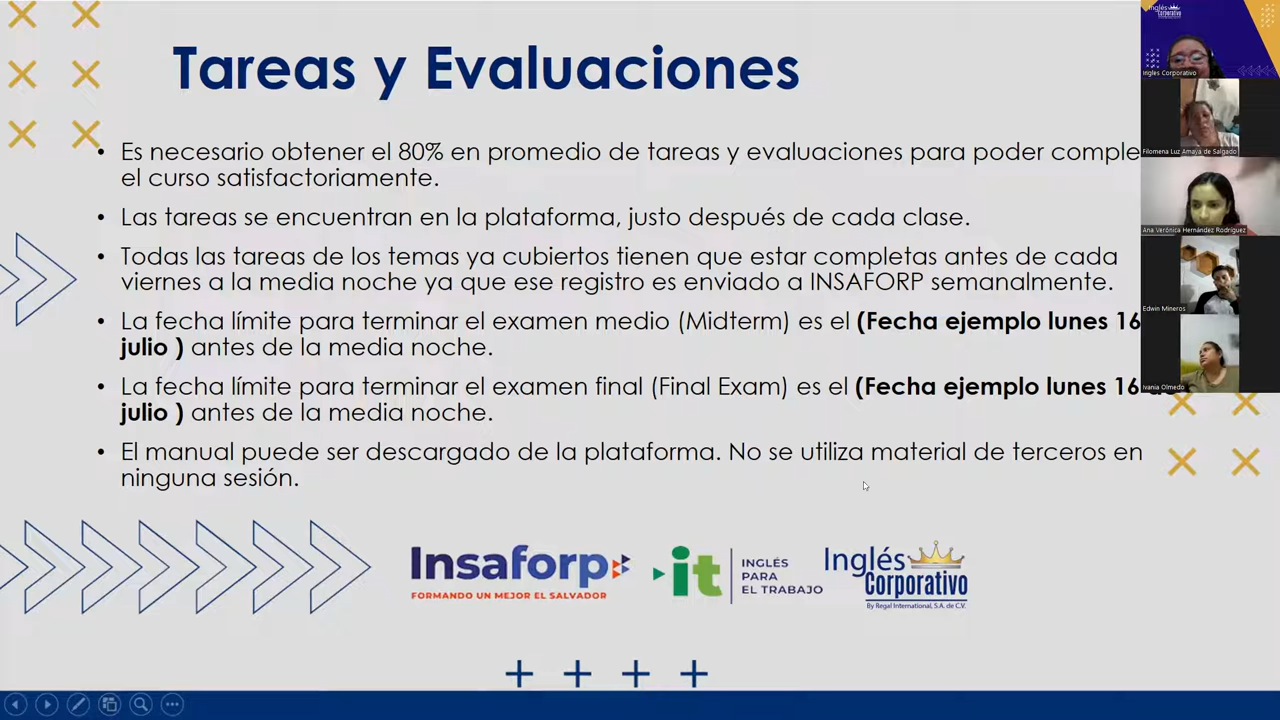 Tareas y Evaluaciones
• Es necesario obtener el 80% en promedio de tareas y evaluaciones para poder comple
el curso satisfactoriamente.
• Las tareas se encuentran en la plataforma, justo después de cada clase.
• Todas las tareas de los temas ya cubiertos tienen que estar completas antes de cada
viernes a la media noche ya que ese registro es enviado a INSAFORP semanalmente.
• La fecha límite para terminar el examen medio (Midterm) es el (Fecha ejemplo lunes 16
julio ) antes de la media noche.
• La fecha límite para terminar el examen final (Final Exam) es el (Fecha ejemplo lunes 16 de
julio ) antes de la media noche.
• El manual puede ser descargado de la plataforma. No se utiliza material de terceros en
ninguna sesión.
Insaforp
FORMANDO UN MEJOR EL SALVADOR
it
INGLÉS
PARA
EL TRABAJO
Inglés
Corporativo
By Regal International, S.A. de C.V.
Inglés
Corporativo
Ingles Corporativo
Filomena Luz Amaya de Salgado
Ana Verónica Hernández Rodríguez
Edwin Mineros
Ivania Olmedo